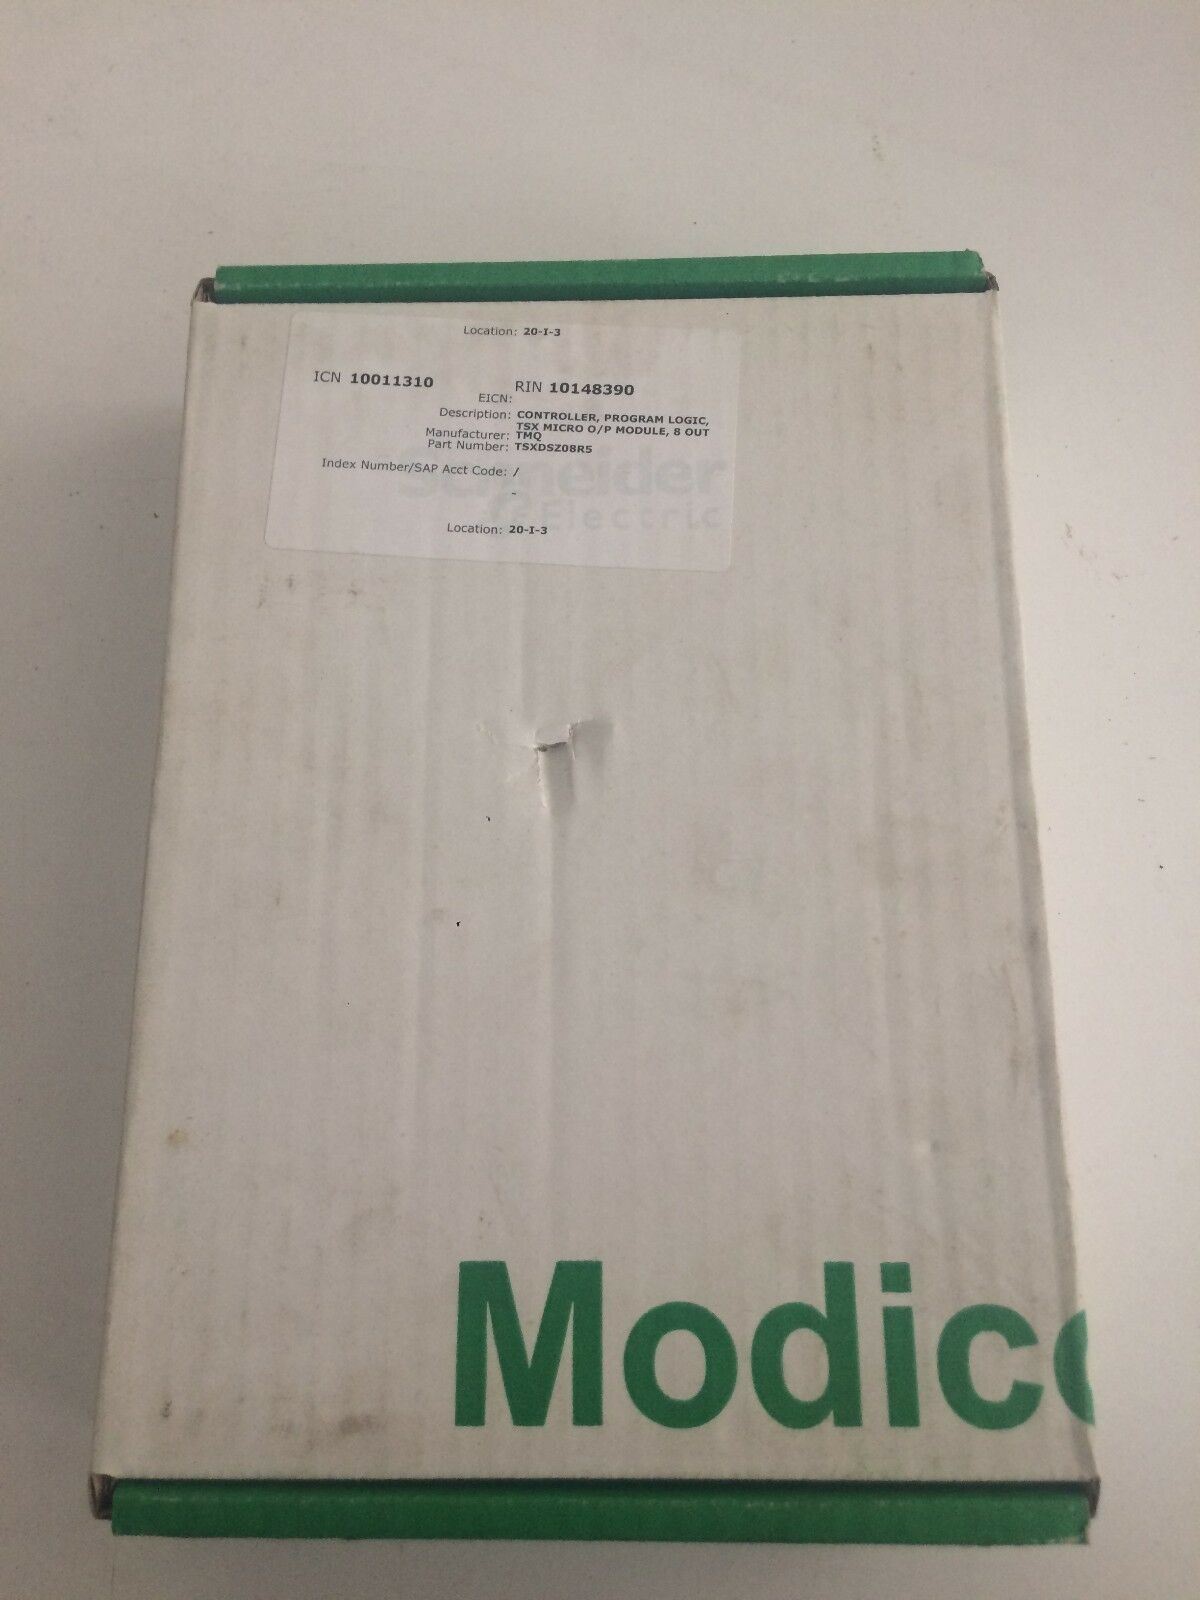 Location: 20-I-3
ICN 10011310 RIN 10148390
EICN:
Description: CONTROLLER, PROGRAM LOGIC,
TSX MICRO O/P MODULE, 8 OUT
Manufacturer: TMQ
Part Number: TSXDSZ08R5
Index Number/SAP Acct Code: /
-
Location: 20-I-3
Schneider
Electric
Modico